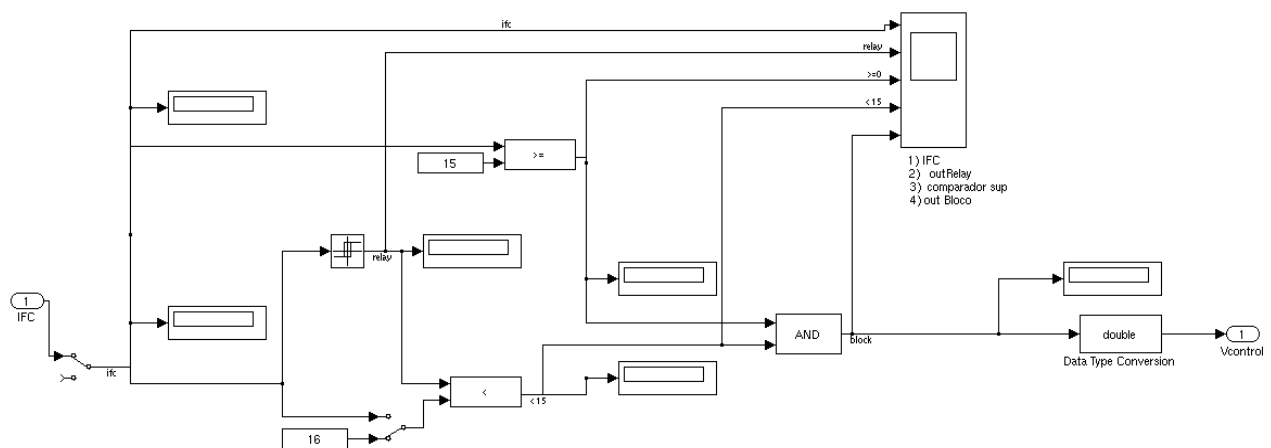 ifc
relay
>=0
<15
>=
15
1) IFC
2) outRelay
3) comparador sup
4) out Bloco
relay
1
IFC
ifc
AND
block
double
Data Type Conversion
1
Vcontrol
<
<15
16